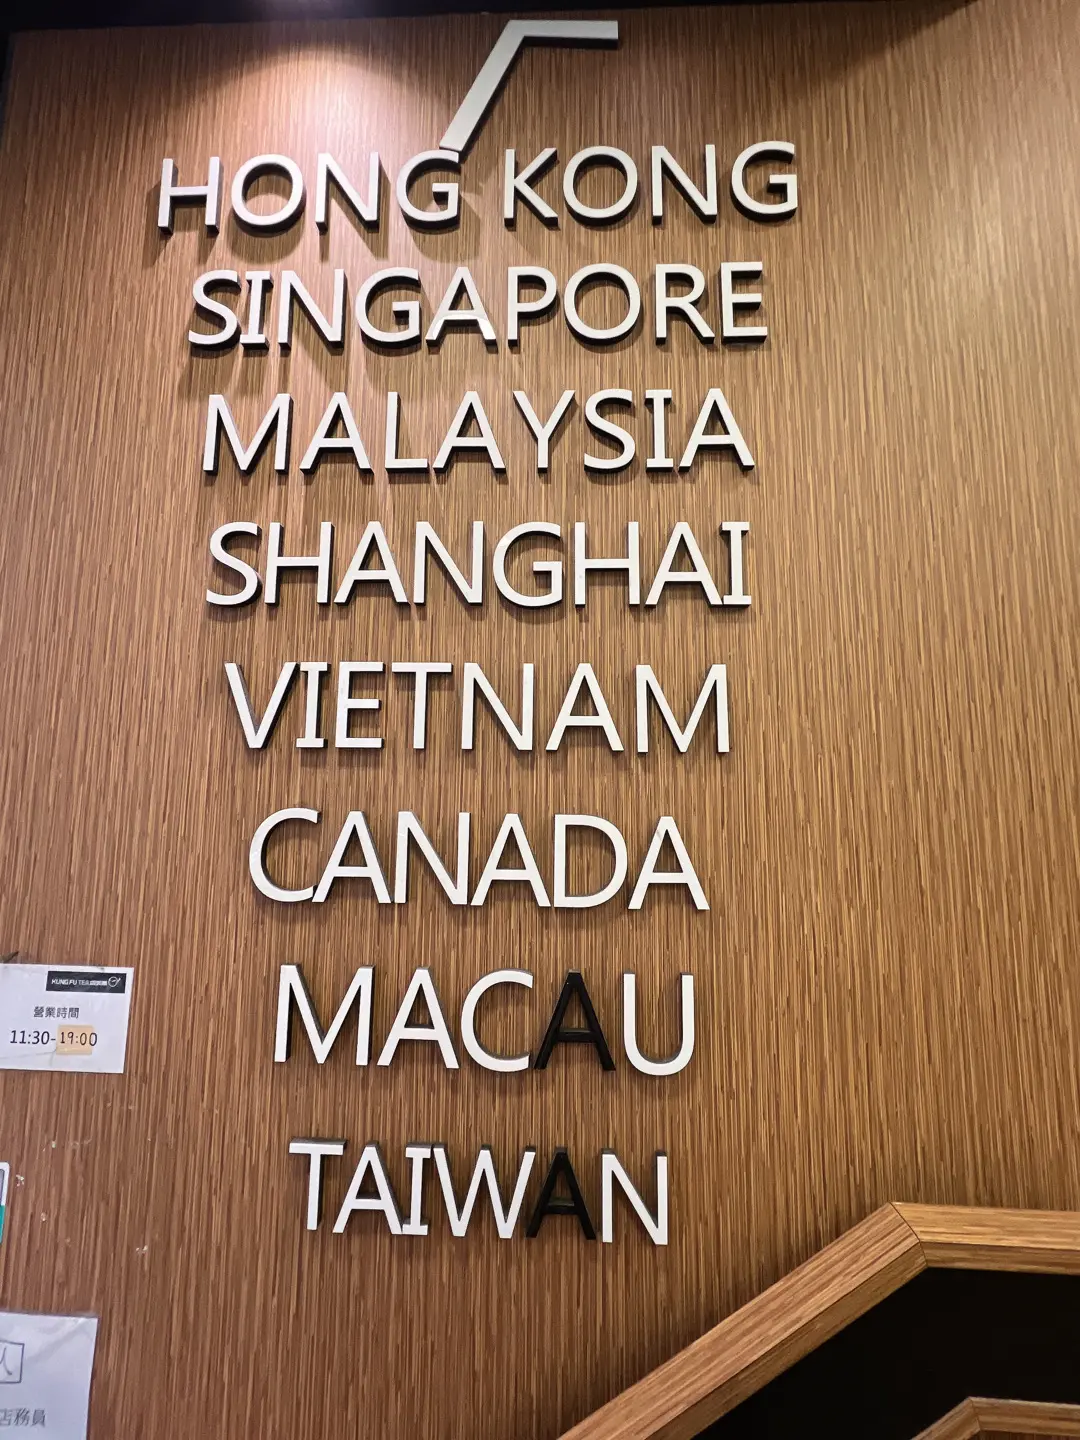 HONG KONG
SINGAPORE
MALAYSIA
SHANGHAI
VIETNAM
CANADA
MACAU
TAIWAN
KUNG FU TEA
營業時間
11:30-19:00
人
店務員